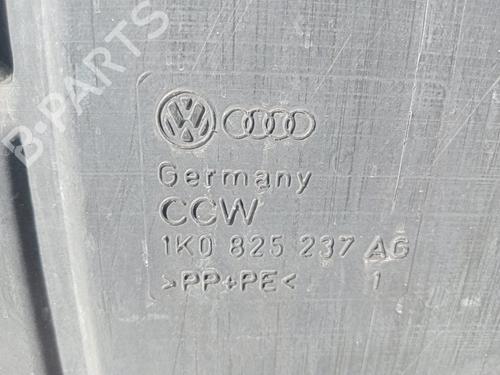 B-PARTS
Germany
CCW
1K0 825 237 AG
>PP+PE< 1